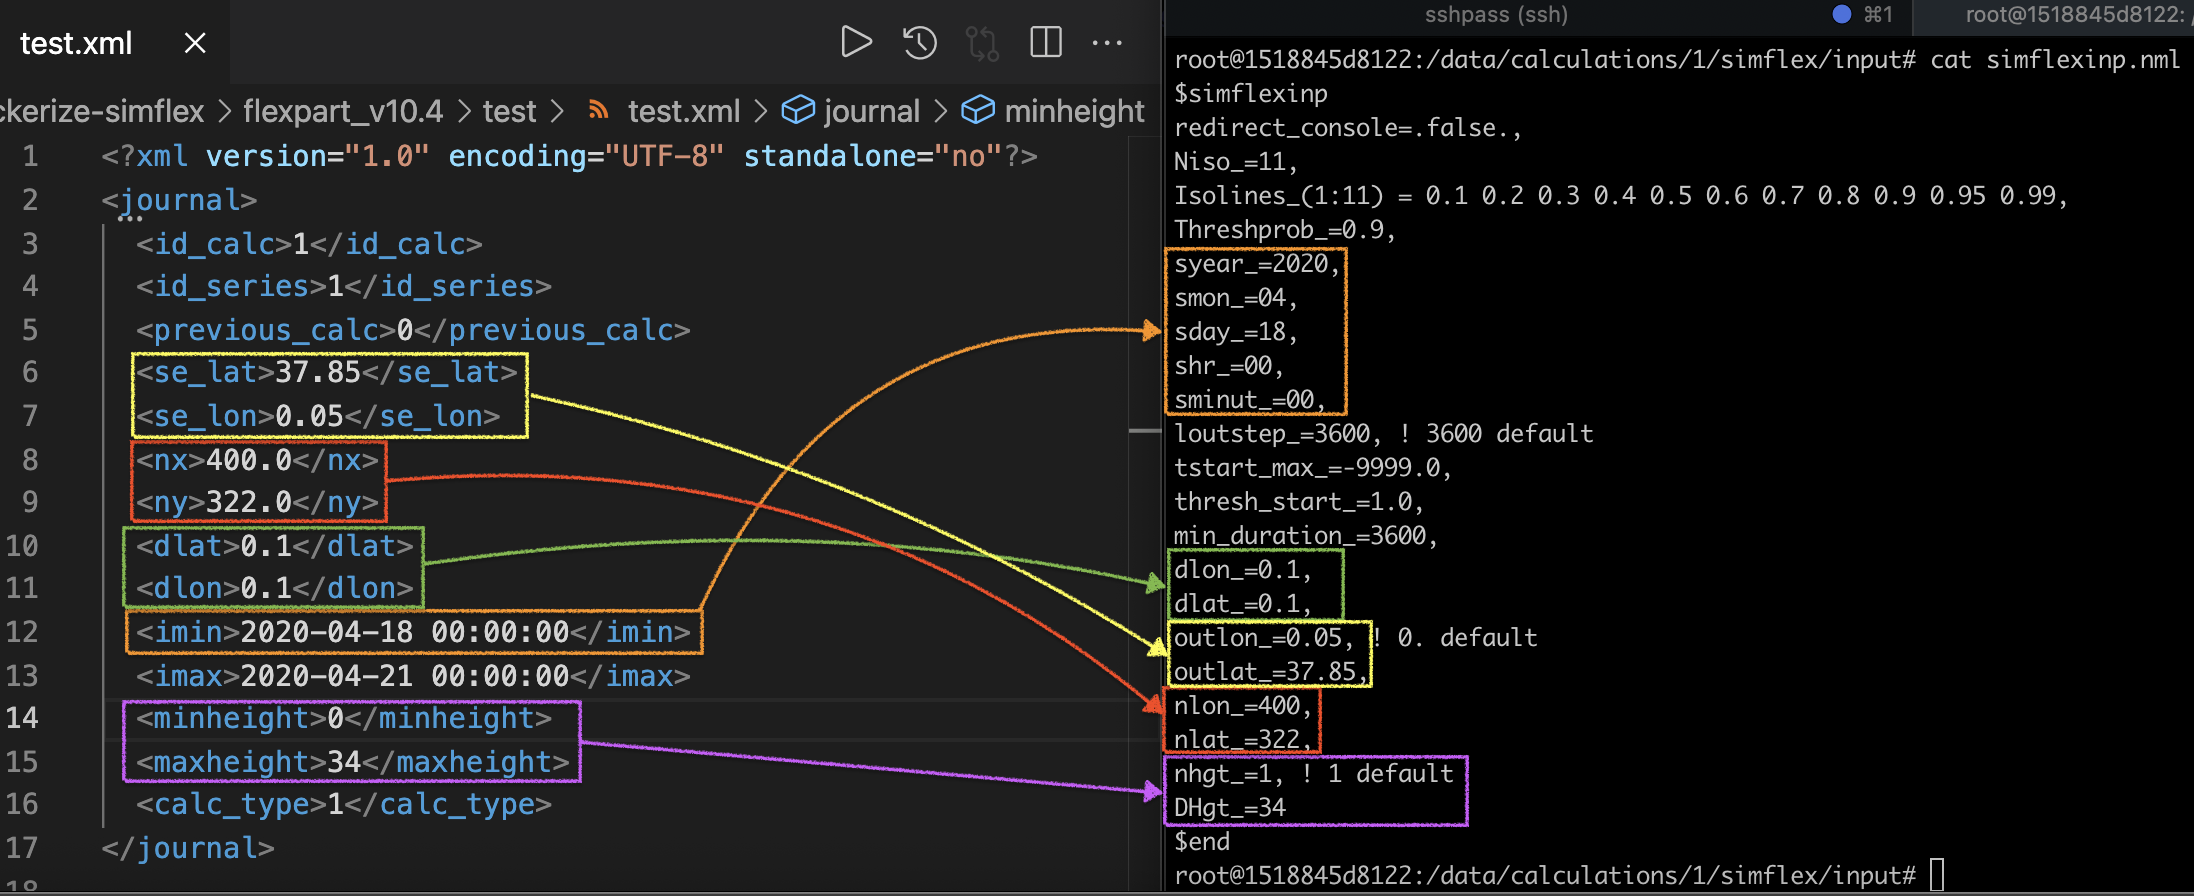 test.xml
ckerize-simflex > flexpart_v10.4 > test > test.xml > journal > minheight
1 <?xml version="1.0" encoding="UTF-8" standalone="no"?>
2 <journal>
3 <id_calc>1</id_calc>
4 <id_series>1</id_series>
5 <previous_calc>0</previous_calc>
6 <se_lat>37.85</se_lat>
7 <se_lon>0.05</se_lon>
8 <nx>400.0</nx>
9 <ny>322.0</ny>
10 <dlat>0.1</dlat>
11 <dlon>0.1</dlon>
12 <imin>2020-04-18 00:00:00</imin>
13 <imax>2020-04-21 00:00:00</imax>
14 <minheight>0</minheight>
15 <maxheight>34</maxheight>
16 <calc_type>1</calc_type>
17 </journal>
18
sshpass (ssh) ⌘1 root@1518845d8122: /
root@1518845d8122:/data/calculations/1/simflex/input# cat simflexinp.nml
$simflexinp
redirect_console=.false.,
Niso_=11,
Isolines_(1:11) = 0.1 0.2 0.3 0.4 0.5 0.6 0.7 0.8 0.9 0.95 0.99,
Threshprob_=0.9,
syear_=2020,
smon_=04,
sday_=18,
shr_=00,
sminut_=00,
loutstep_=3600, ! 3600 default
tstart_max_=-9999.0,
thresh_start_=1.0,
min_duration_=3600,
dlon_=0.1,
dlat_=0.1,
outlon_=0.05, ! 0. default
outlat_=37.85,
nlon_=400,
nlat_=322,
nhgt_=1, ! 1 default
DHgt_=34
$end
root@1518845d8122:/data/calculations/1/simflex/input#